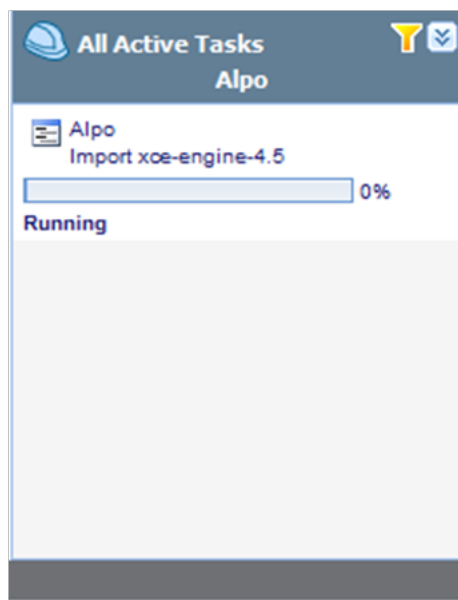 All Active Tasks
Alpo
Alpo
Import xce-engine-4.5
0%
Running